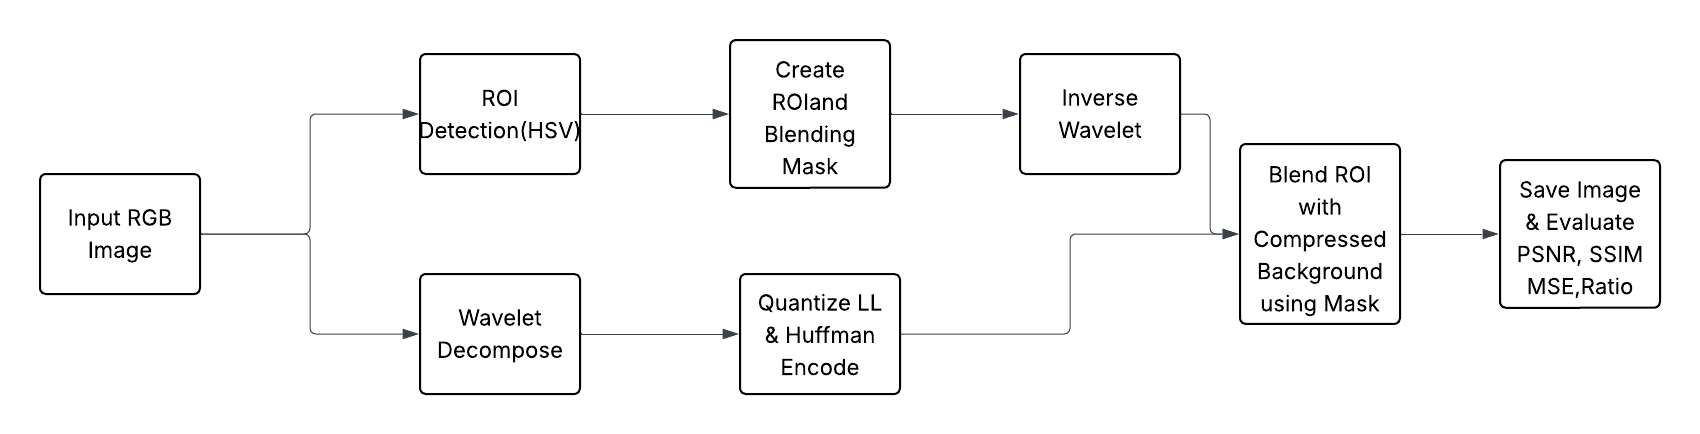 Input RGB
Image
ROI
Detection(HSV)
Create
ROIand
Blending
Mask
Inverse
Wavelet
Wavelet
Decompose
Quantize LL
& Huffman
Encode
Blend ROI
with
Compressed
Background
using Mask
Save Image
& Evaluate
PSNR, SSIM
MSE,Ratio